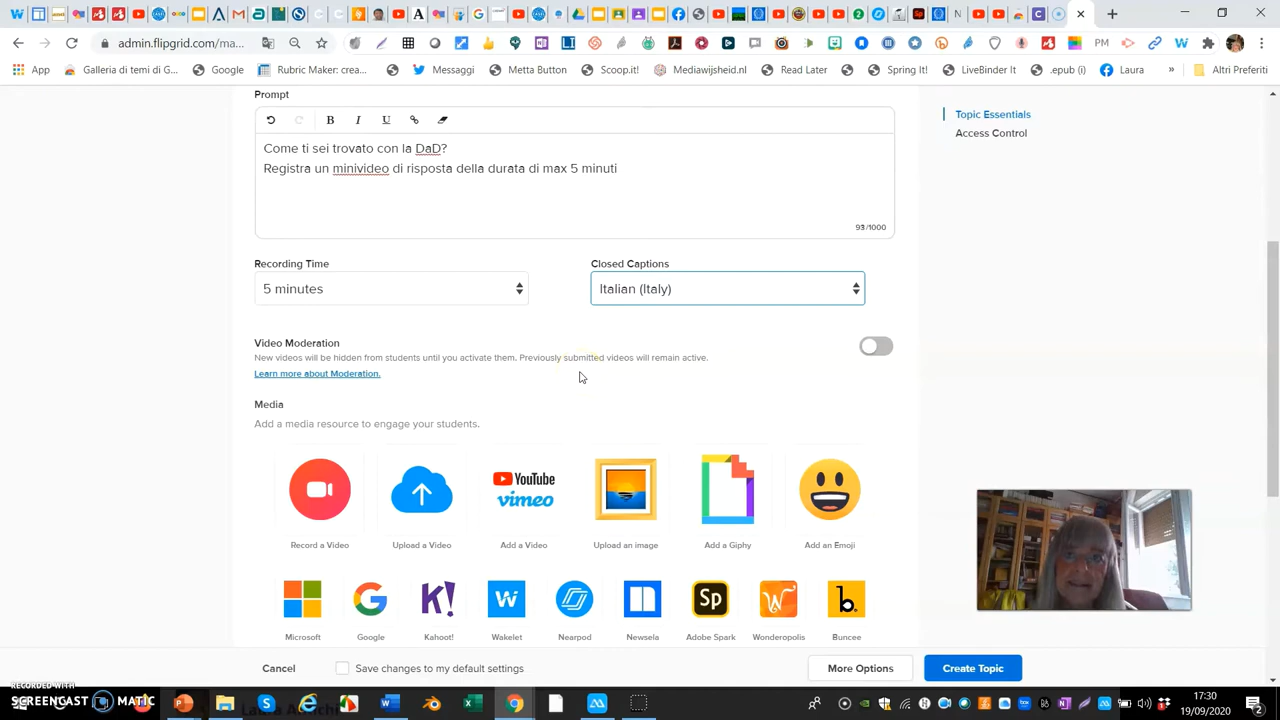 admin.flipgrid.com/ma...
App
Galleria di temi di G...
Google
Rubric Maker: crea...
Messaggi
Metta Button
Scoop.it!
Mediawijsheid.nl
Read Later
Spring It!
LiveBinder It
.epub (i)
Laura
»
Altri Preferiti
PM
Prompt
B I U
Come ti sei trovato con la DaD?
Registra un minivideo di risposta della durata di max 5 minuti
93/1000
Topic Essentials
Access Control
Recording Time
Closed Captions
5 minutes
Italian (Italy)
Video Moderation
New videos will be hidden from students until you activate them. Previously submitted videos will remain active.
Learn more about Moderation.
Media
Add a media resource to engage your students.
YouTube
vimeo
Record a Video
Upload a Video
Add a Video
Upload an image
Add a Giphy
Add an Emoji
K!
w
Sp
W
b.
Microsoft
Google
Kahoot!
Wakelet
Nearpod
Newsela
Adobe Spark
Wonderopolis
Buncee
Cancel
Save changes to my default settings
More Options
Create Topic
RECORDED WITH
SCREENCAST MATIC
17:30
19/09/2020
2